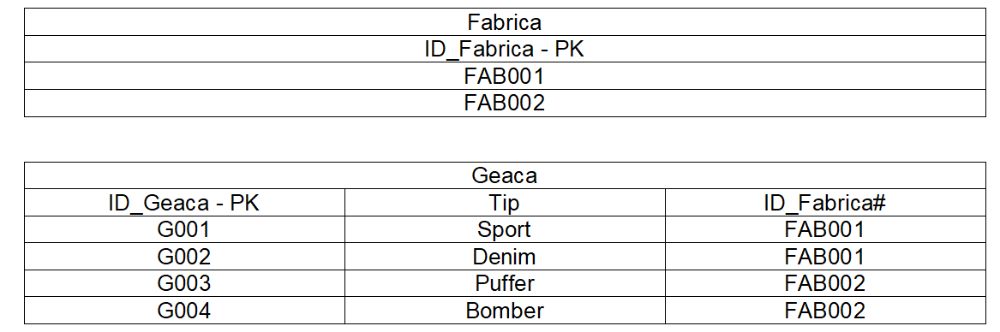 Fabrica
ID_Fabrica - PK
FAB001
FAB002
Geaca
ID_Geaca - PK Tip ID_Fabrica#
G001 Sport FAB001
G002 Denim FAB001
G003 Puffer FAB002
G004 Bomber FAB002